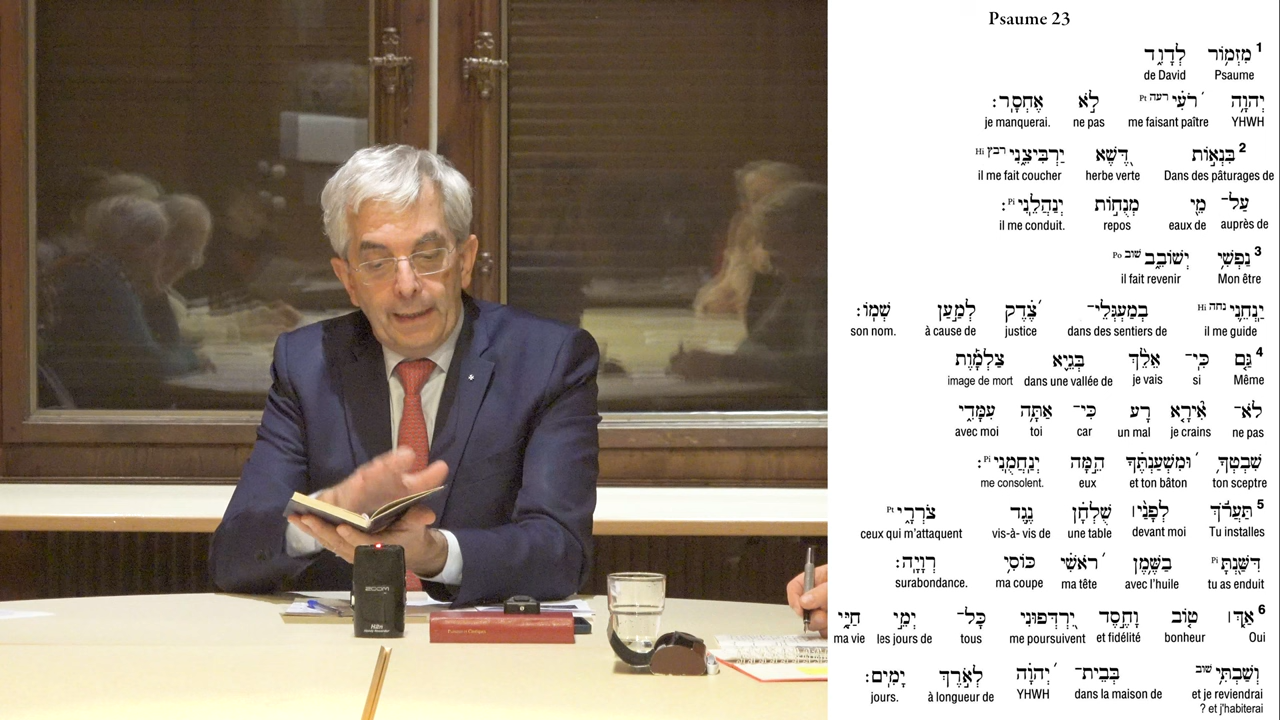 Psaume 23
1 מִזְמ֥וֹר לְדָוִ֑ד
Psaume de David
יְהוָ֥ה רֹ֝עִ֗י רעה Pt לֹ֣א אֶחְסָֽר׃
YHWH me faisant paître ne pas je manquerai.
2 בִּנְא֣וֹת דֶּ֭שֶׁא יַרְבִּיצֵ֑נִי רבץ Hi
Dans des pâturages de herbe verte il me fait coucher
עַל־ מֵ֖י מְנֻח֣וֹת יְנַהֲלֵֽנִי Pi׃
auprès de eaux de repos il me conduit.
3 נַפְשִׁ֥י יְשׁוֹבֵ֑ב שוב Po
Mon être il fait revenir
יַֽנְחֵ֥נִי נחה Hi בְמַעְגְּלֵי־ צֶ֝֗דֶק לְמַ֣עַן שְׁמֽוֹ׃
il me guide dans des sentiers de justice à cause de son nom.
4 גַּ֤ם כִּֽי־ אֵלֵ֨ךְ בְּגֵ֪יא צַלְמָ֡וֶת
Même si je vais dans une vallée de image de mort
לֹא־ אִ֘ירָ֤א רָ֗ע כִּי־ אַתָּ֥ה עִמָּדִ֑י
ne pas je crains un mal car toi avec moi
שִׁבְטְךָ֥ וּ֝מִשְׁעַנְתֶּ֗ךָ הֵ֣מָּה יְנַֽחֲמֻֽנִי Pi׃
ton sceptre et ton bâton eux me consolent.
5 תַּעֲרֹ֬ךְ לְפָנַ֨י׀ שֻׁלְחָ֗ן נֶ֥גֶד צֹרְרָ֑י Pt
Tu installes devant moi une table vis-à- vis de ceux qui m'attaquent
דִּשַּׁ֥נְתָּ Pi בַשֶּׁ֥מֶן רֹ֝אשִׁ֗י כּוֹסִ֥י רְוָיָֽה׃
tu as enduit avec l'huile ma tête ma coupe surabondance.
6 אַ֤ךְ׀ ט֤וֹב וָחֶ֣סֶד יִ֭רְדְּפוּנִי כָּל־ יְמֵ֣י חַיָּ֑י
Oui bonheur et fidélité me poursuivent tous les jours de ma vie
וְשַׁבְתִּ֥י שוב בְּבֵית־ יְ֝הוָ֗ה לְאֹ֣רֶךְ יָמִֽים׃
et je reviendrai dans la maison de YHWH à longueur de jours.
? et j'habiterai
ZOOM
H2n